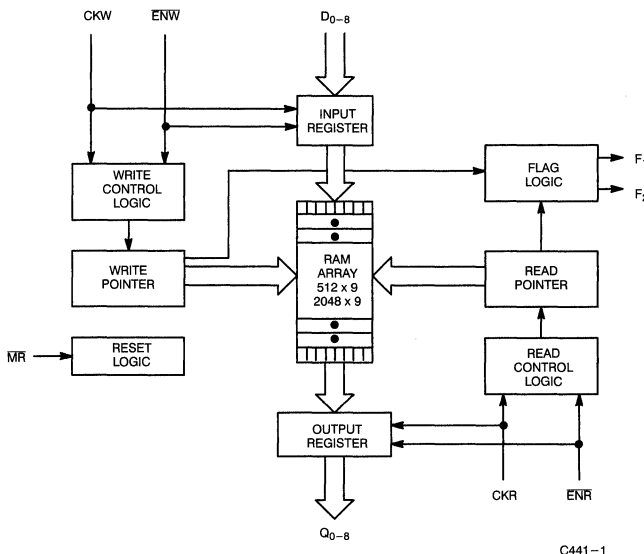 CKW
ENW
D0–8
INPUT
REGISTER
WRITE
CONTROL
LOGIC
FLAG
LOGIC
F
F
WRITE
POINTER
RAM
ARRAY
512 x 9
2048 x 9
READ
POINTER
MR
RESET
LOGIC
READ
CONTROL
LOGIC
OUTPUT
REGISTER
CKR
ENR
Q0–8
C441–1